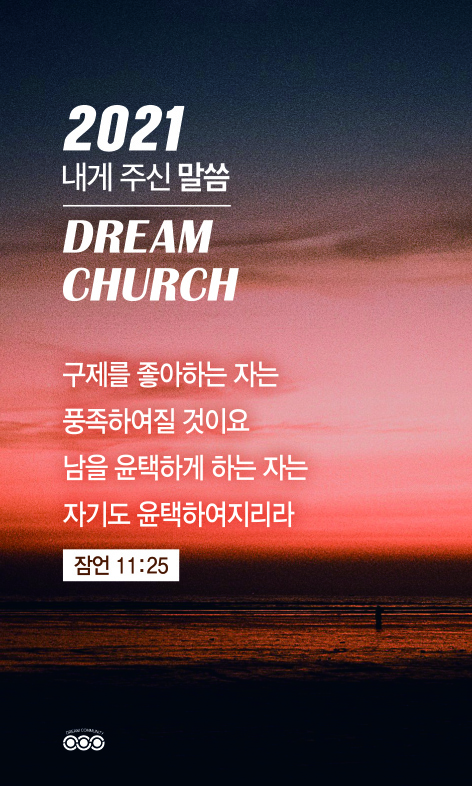 2021
내게 주신 말씀
DREAM
CHURCH
구제를 좋아하는 자는
풍족하여질 것이요
남을 윤택하게 하는 자는
자기도 윤택하여지리라
잠언 11:25
DREAM COMMUNITY